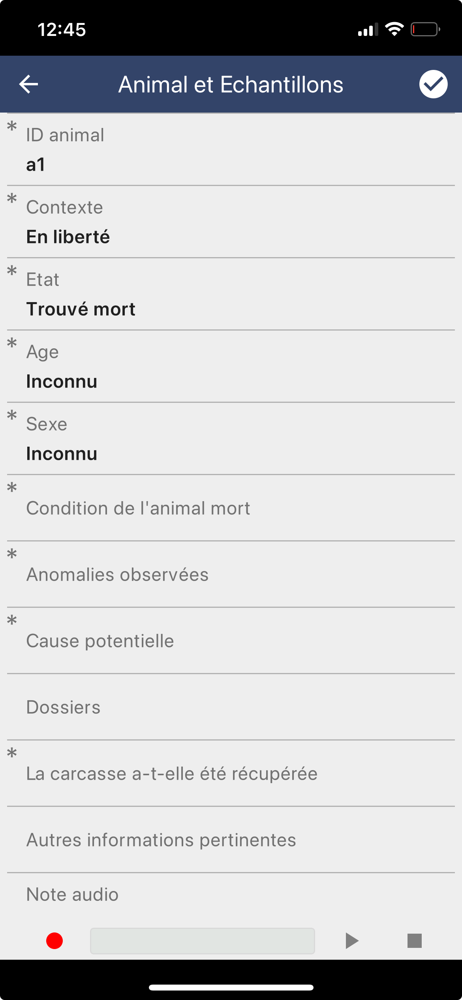 12:45
Animal et Echantillons
* ID animal
a1
* Contexte
En liberté
* Etat
Trouvé mort
* Age
Inconnu
* Sexe
Inconnu
* Condition de l'animal mort
* Anomalies observées
* Cause potentielle
Dossiers
* La carcasse a-t-elle été récupérée
Autres informations pertinentes
Note audio